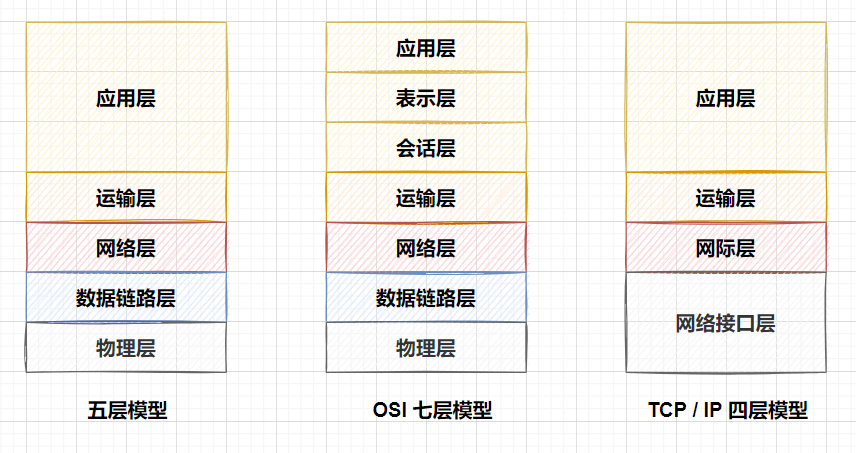 应用层
运输层
网络层
数据链路层
物理层
五层模型
应用层
表示层
会话层
运输层
网络层
数据链路层
物理层
OSI 七层模型
应用层
运输层
网际层
网络接口层
TCP / IP 四层模型